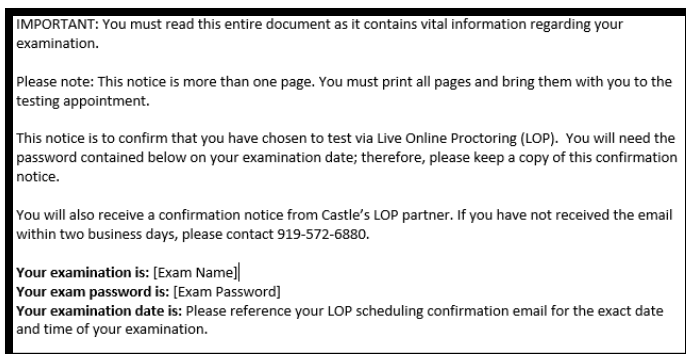 IMPORTANT: You must read this entire document as it contains vital information regarding your
examination.
Please note: This notice is more than one page. You must print all pages and bring them with you to the
testing appointment.
This notice is to confirm that you have chosen to test via Live Online Proctoring (LOP).  You will need the
password contained below on your examination date; therefore, please keep a copy of this confirmation
notice.
You will also receive a confirmation notice from Castle’s LOP partner. If you have not received the email
within two business days, please contact 919-572-6880.
Your examination is: [Exam Name]
Your exam password is: [Exam Password]
Your examination date is: Please reference your LOP scheduling confirmation email for the exact date
and time of your examination.